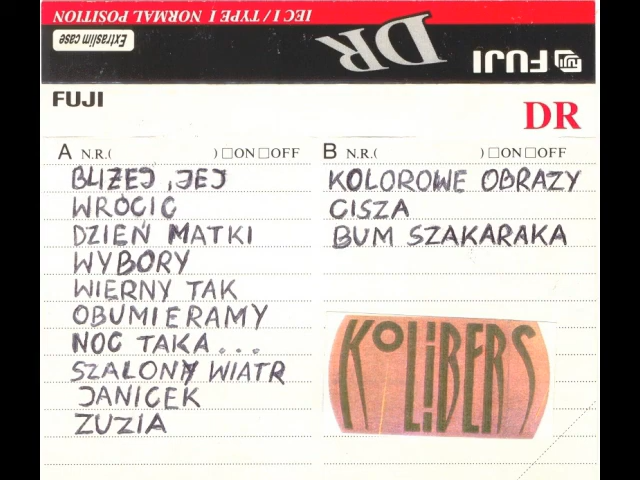 IEC I / TYPE I NORMAL POSITION
Extraslim case
DR
FUJI
FUJI
DR
A N.R.( ) □ON □OFF
BLIŻEJ, JEJ
WRÓCIĆ
DZIEŃ MATKI
WYBORY
WIERNY TAK
OBUMIERAMY
NOC TAKA...
SZALONY WIATR
JANICEK
ZUZIA
B N.R.( ) □ON □OFF
KOLOROWE OBRAZY
CISZA
BUM SZAKARAKA
KOLIBERS